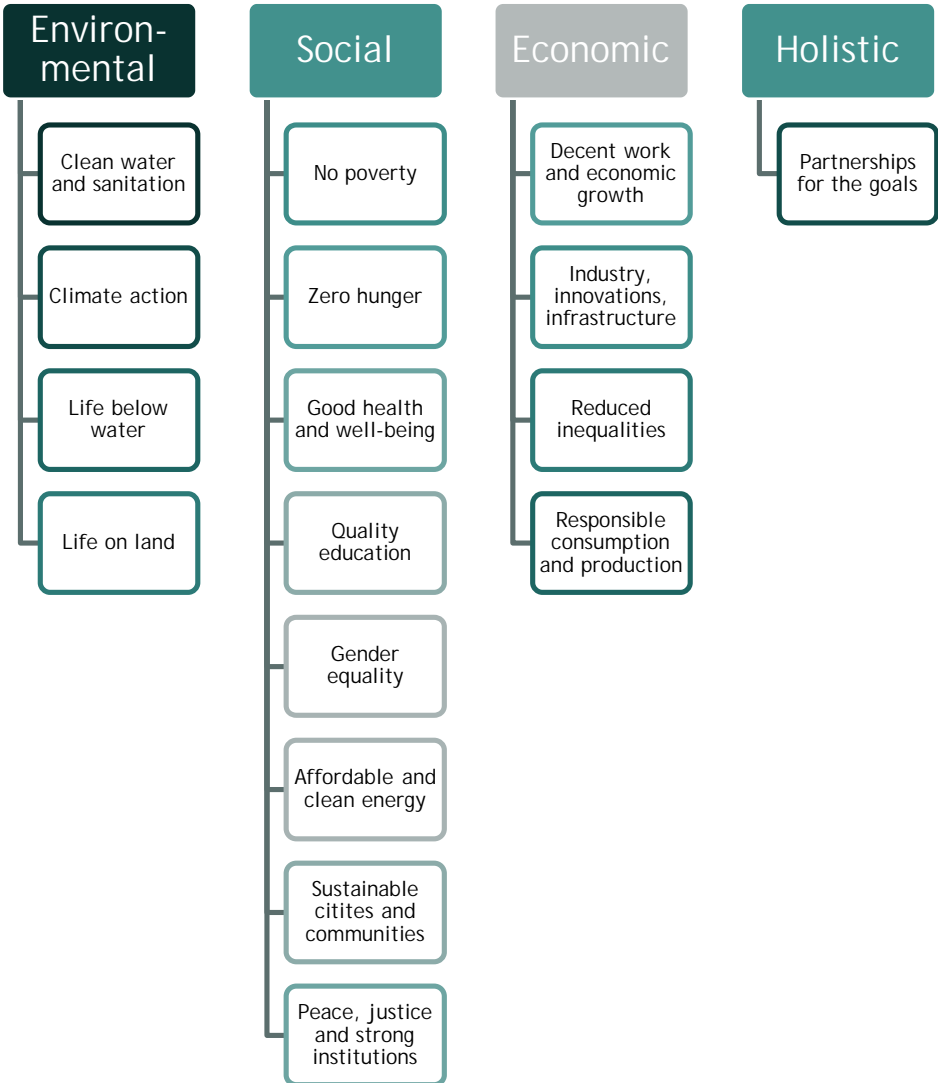 Environ-
mental
Clean water
and sanitation
Climate action
Life below
water
Life on land
Social
No poverty
Zero hunger
Good health
and well-being
Quality
education
Gender
equality
Affordable and
clean energy
Sustainable
citites and
communities
Peace, justice
and strong
institutions
Economic
Decent work
and economic
growth
Industry,
innovations,
infrastructure
Reduced
inequalities
Responsible
consumption
and production
Holistic
Partnerships
for the goals